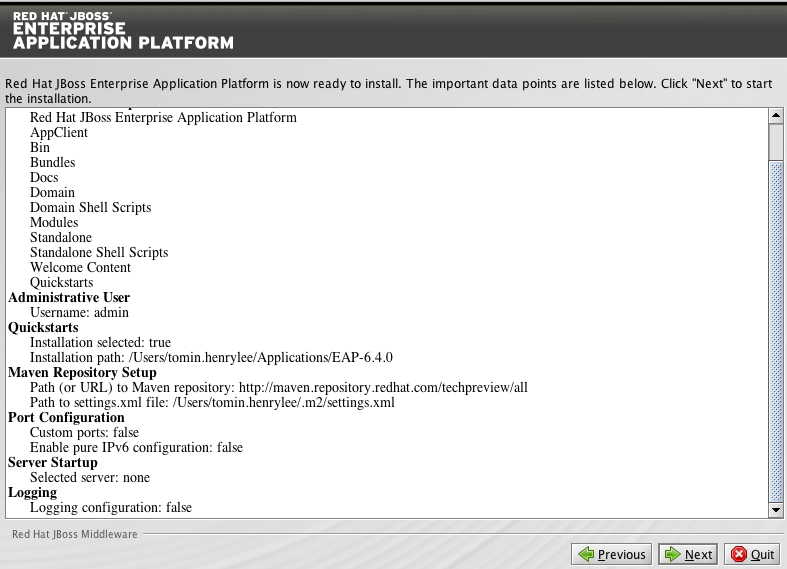 RED HAT® JBOSS®
ENTERPRISE
APPLICATION PLATFORM
Red Hat JBoss Enterprise Application Platform is now ready to install. The important data points are listed below. Click "Next" to start
the installation.
Red Hat JBoss Enterprise Application Platform
AppClient
Bin
Bundles
Docs
Domain
Domain Shell Scripts
Modules
Standalone
Standalone Shell Scripts
Welcome Content
Quickstarts
Administrative User
Username: admin
Quickstarts
Installation selected: true
Installation path: /Users/tomin.henrylee/Applications/EAP-6.4.0
Maven Repository Setup
Path (or URL) to Maven repository: http://maven.repository.redhat.com/techpreview/all
Path to settings.xml file: /Users/tomin.henrylee/.m2/settings.xml
Port Configuration
Custom ports: false
Enable pure IPv6 configuration: false
Server Startup
Selected server: none
Logging
Logging configuration: false
Red Hat JBoss Middleware
Previous
Next
Quit